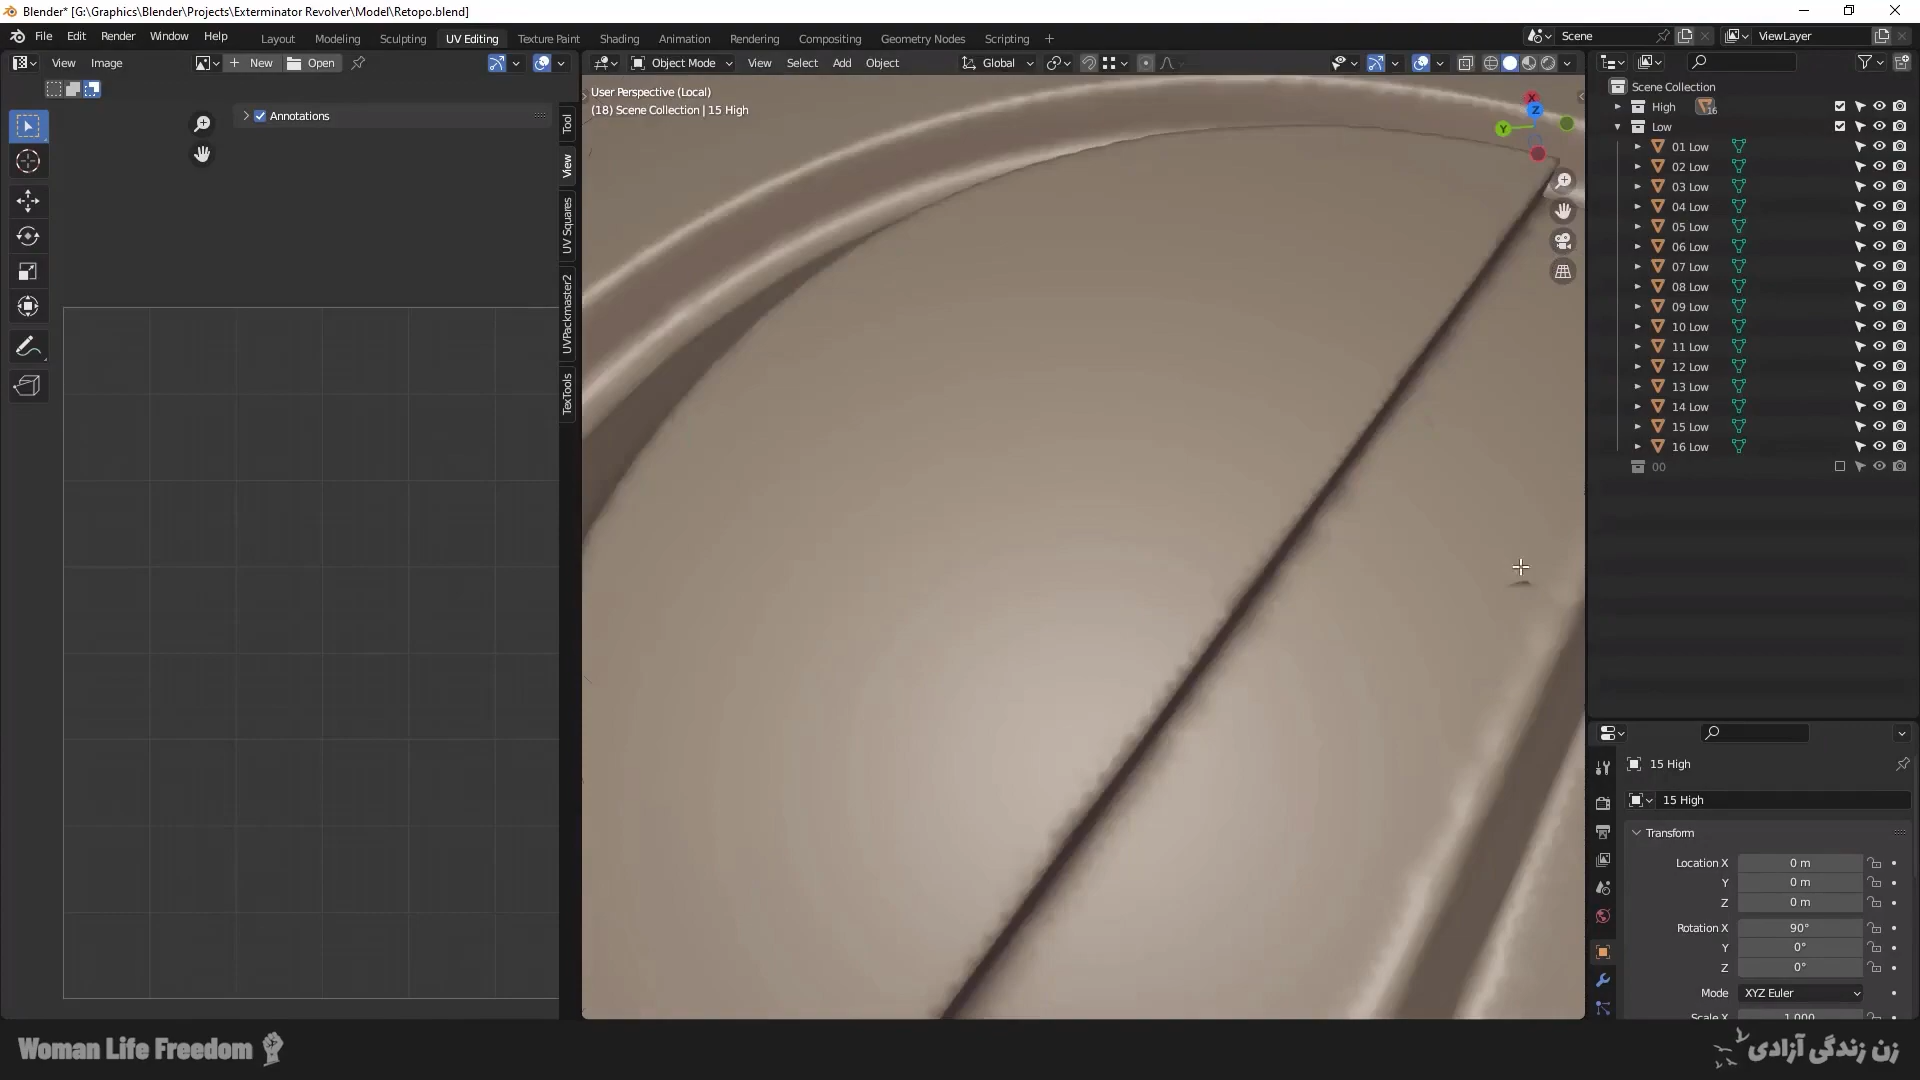 Blender* [G:\Graphics\Blender\Projects\Exterminator Revolver\Model\Retopo.blend]
File Edit Render Window Help
Layout Modeling Sculpting UV Editing Texture Paint Shading Animation Rendering Compositing Geometry Nodes Scripting +
Scene
ViewLayer
View Image
New Open
Object Mode View Select Add Object
Global
Annotations
Tool
View
UV Squares
UVPackmaster2
TexTools
User Perspective (Local)
(18) Scene Collection | 15 High
X
Z
Y
Scene Collection
High 16
Low
01 Low
02 Low
03 Low
04 Low
05 Low
06 Low
07 Low
08 Low
09 Low
10 Low
11 Low
12 Low
13 Low
14 Low
15 Low
16 Low
00
15 High
15 High
Transform
Location X 0 m
Y 0 m
Z 0 m
Rotation X 90°
Y 0°
Z 0°
Mode XYZ Euler
Scale X 1.000
Woman Life Freedom
زن زندگی آزادی